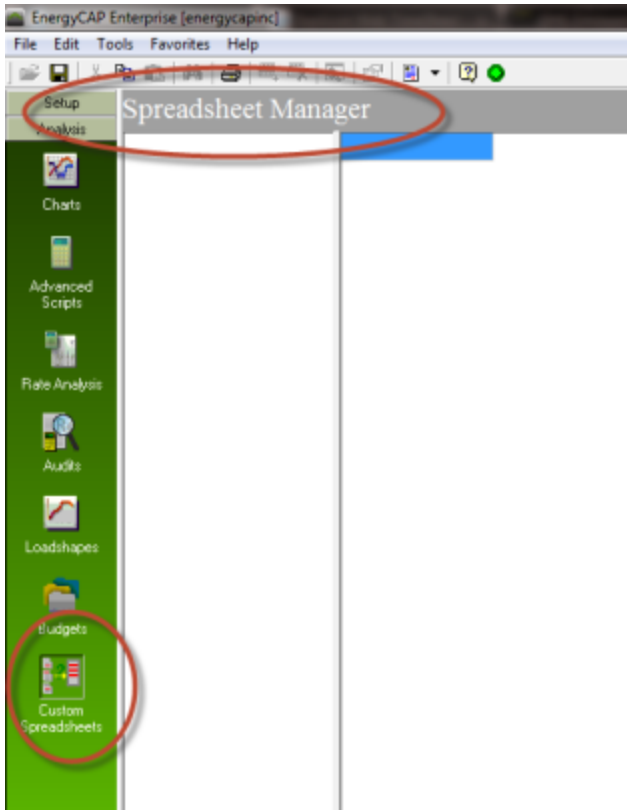 EnergyCAP Enterprise [energycapinc]
File Edit Tools Favorites Help
Setup
Spreadsheet Manager
Analysis
Charts
Advanced
Scripts
Rate Analysis
Audits
Loadshapes
Budgets
Custom
Spreadsheets